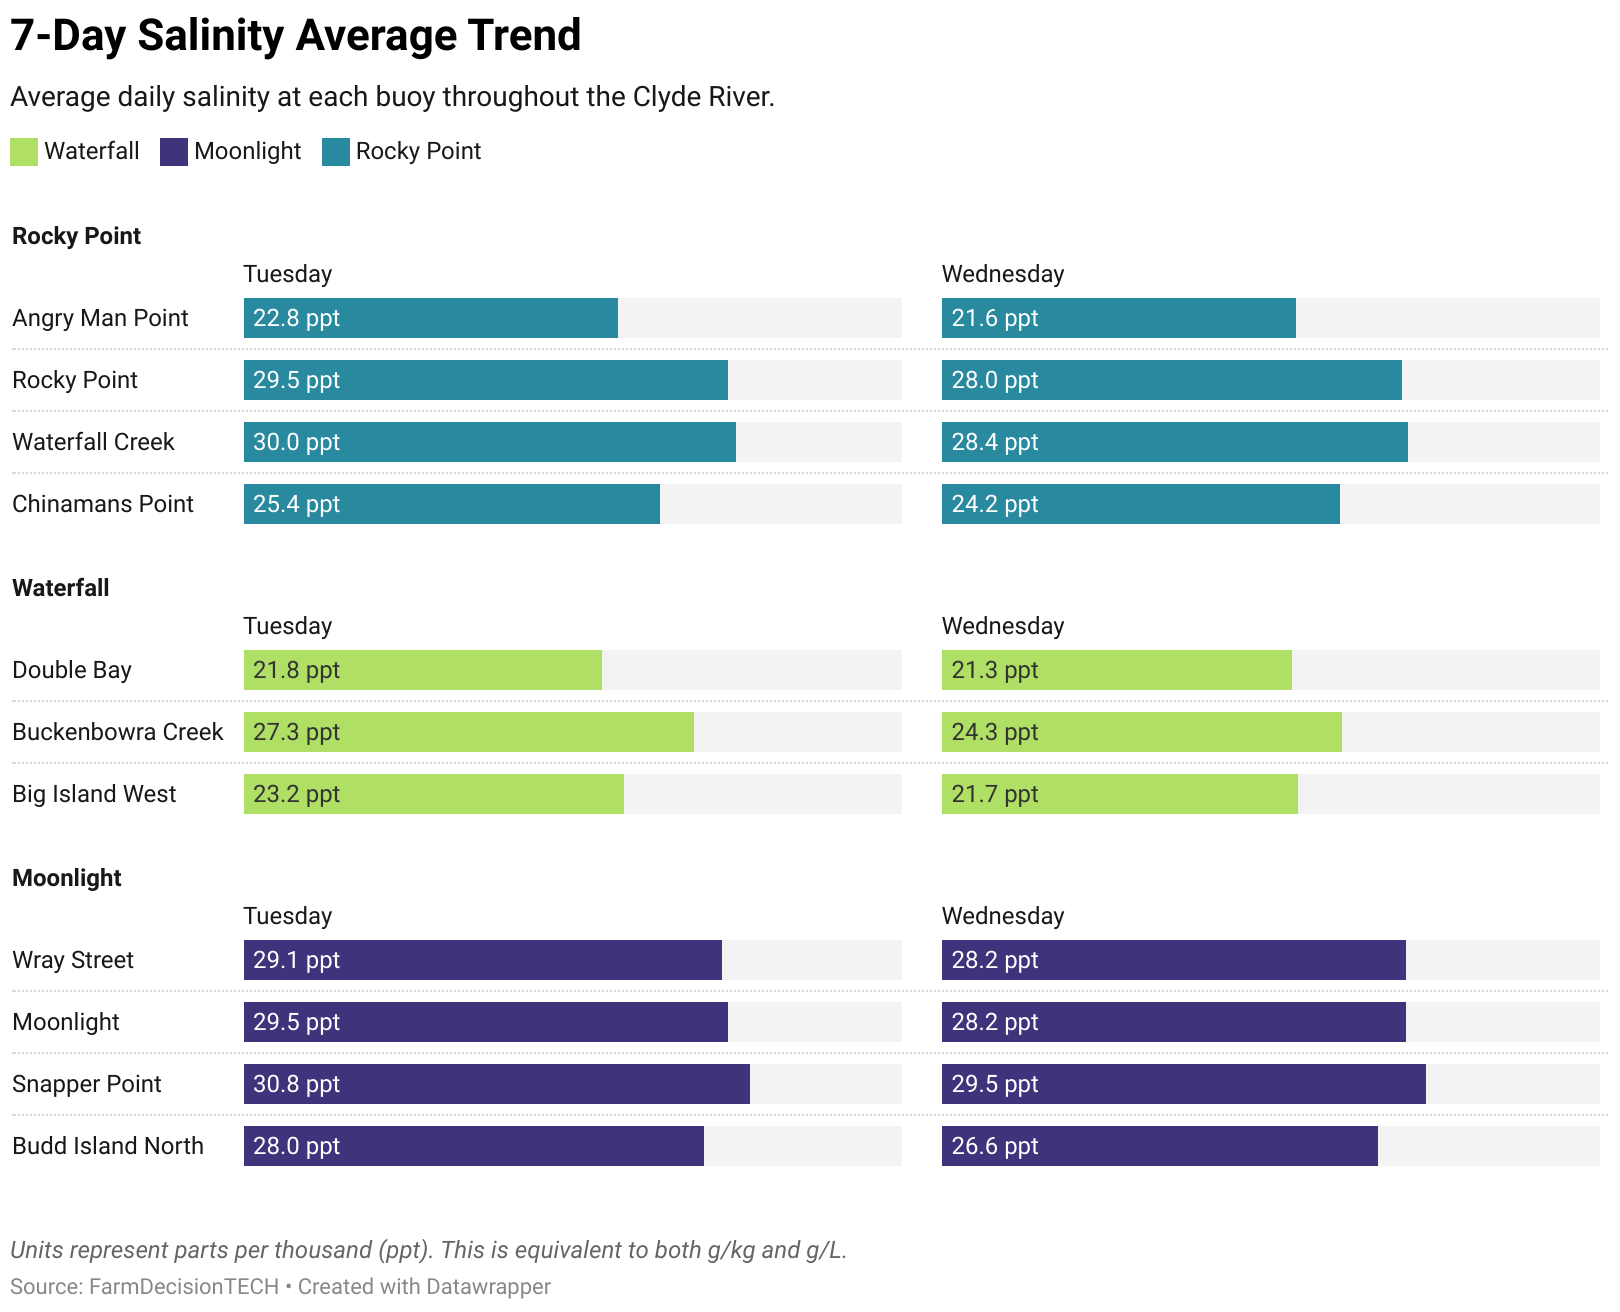 7-Day Salinity Average Trend
Average daily salinity at each buoy throughout the Clyde River.
Waterfall Moonlight Rocky Point
Rocky Point
Tuesday Wednesday
Angry Man Point 22.8 ppt 21.6 ppt
Rocky Point 29.5 ppt 28.0 ppt
Waterfall Creek 30.0 ppt 28.4 ppt
Chinamans Point 25.4 ppt 24.2 ppt
Waterfall
Tuesday Wednesday
Double Bay 21.8 ppt 21.3 ppt
Buckenbowra Creek 27.3 ppt 24.3 ppt
Big Island West 23.2 ppt 21.7 ppt
Moonlight
Tuesday Wednesday
Wray Street 29.1 ppt 28.2 ppt
Moonlight 29.5 ppt 28.2 ppt
Snapper Point 30.8 ppt 29.5 ppt
Budd Island North 28.0 ppt 26.6 ppt
Units represent parts per thousand (ppt). This is equivalent to both g/kg and g/L.
Source: FarmDecisionTECH • Created with Datawrapper